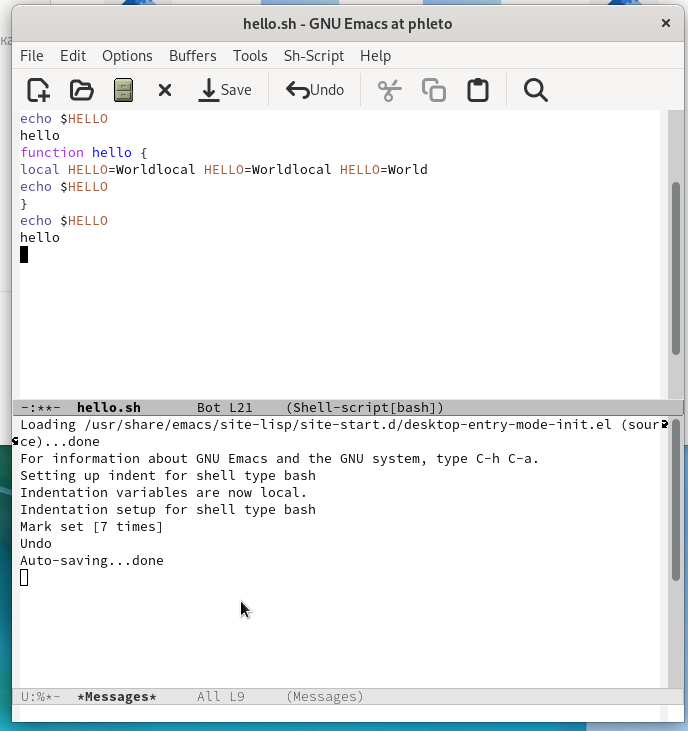 ка
hello.sh - GNU Emacs at phleto
File Edit Options Buffers Tools Sh-Script Help
Save Undo
echo $HELLO
hello
function hello {
local HELLO=Worldlocal HELLO=Worldlocal HELLO=World
echo $HELLO
}
echo $HELLO
hello
-:**- hello.sh Bot L21 (Shell-script[bash])
Loading /usr/share/emacs/site-lisp/site-start.d/desktop-entry-mode-init.el (sour
ce)...done
For information about GNU Emacs and the GNU system, type C-h C-a.
Setting up indent for shell type bash
Indentation variables are now local.
Indentation setup for shell type bash
Mark set [7 times]
Undo
Auto-saving...done
U:%*- *Messages* All L9 (Messages)